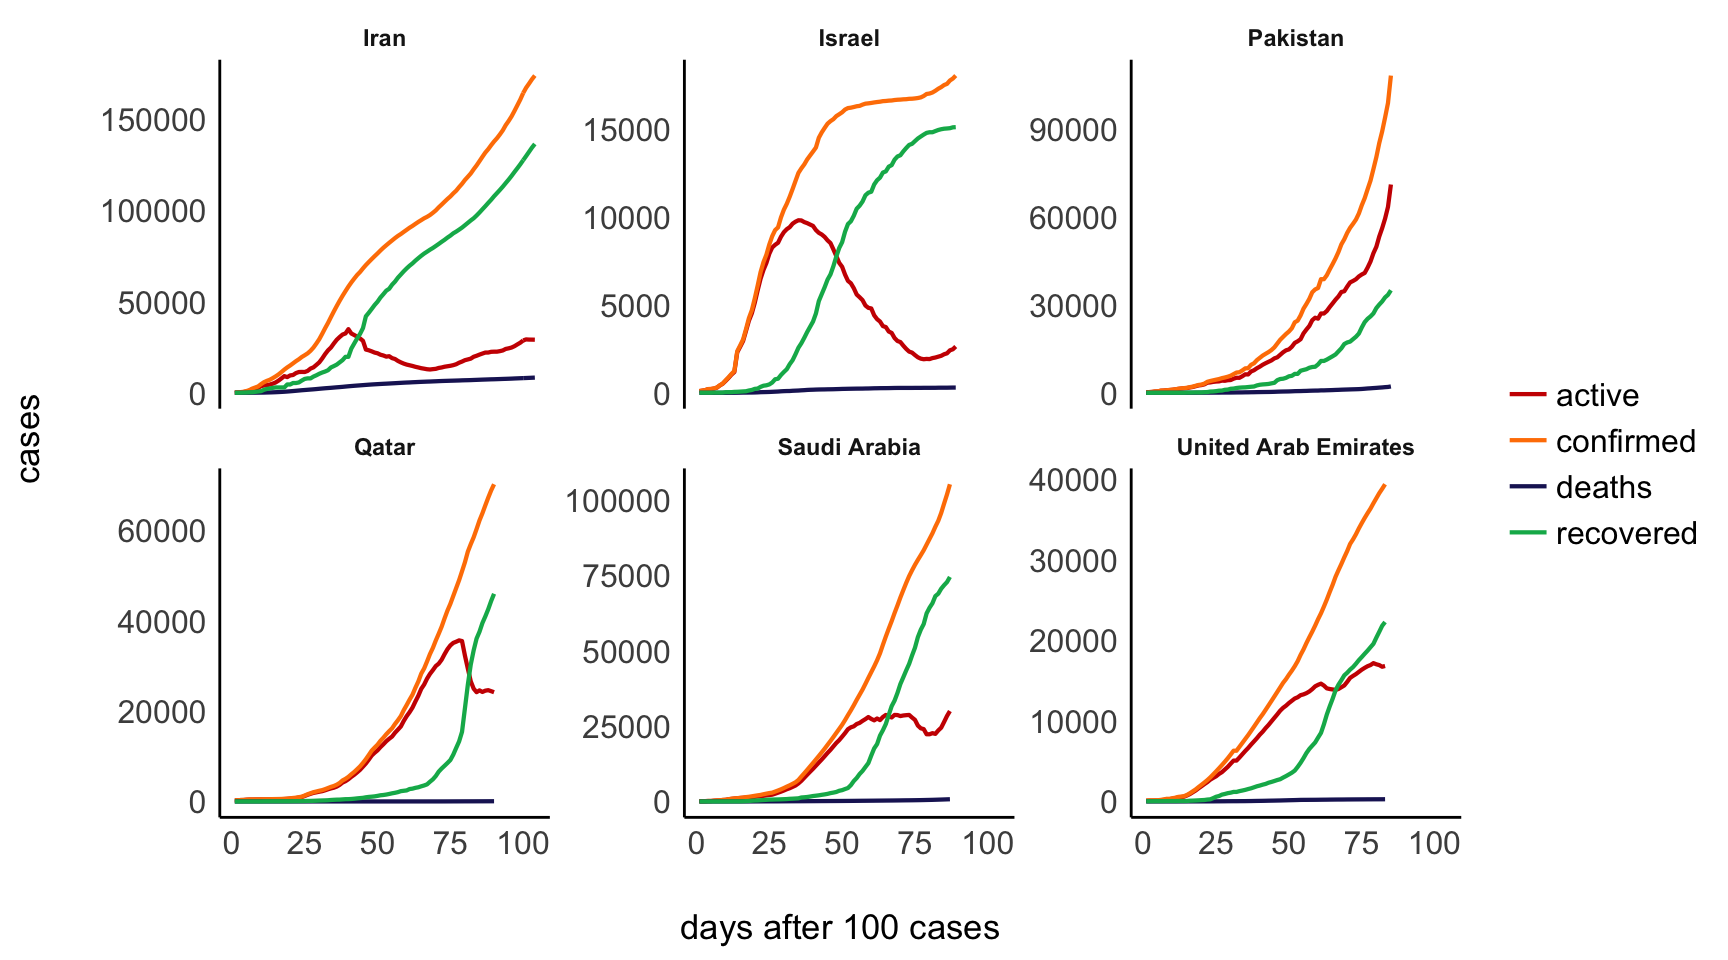 Iran
Israel
Pakistan
150000
100000
50000
0
15000
10000
5000
0
90000
60000
30000
0
Qatar
Saudi Arabia
United Arab Emirates
60000
40000
20000
0
100000
75000
50000
25000
0
40000
30000
20000
10000
0
0 25 50 75 100
0 25 50 75 100
0 25 50 75 100
cases
days after 100 cases
active
confirmed
deaths
recovered